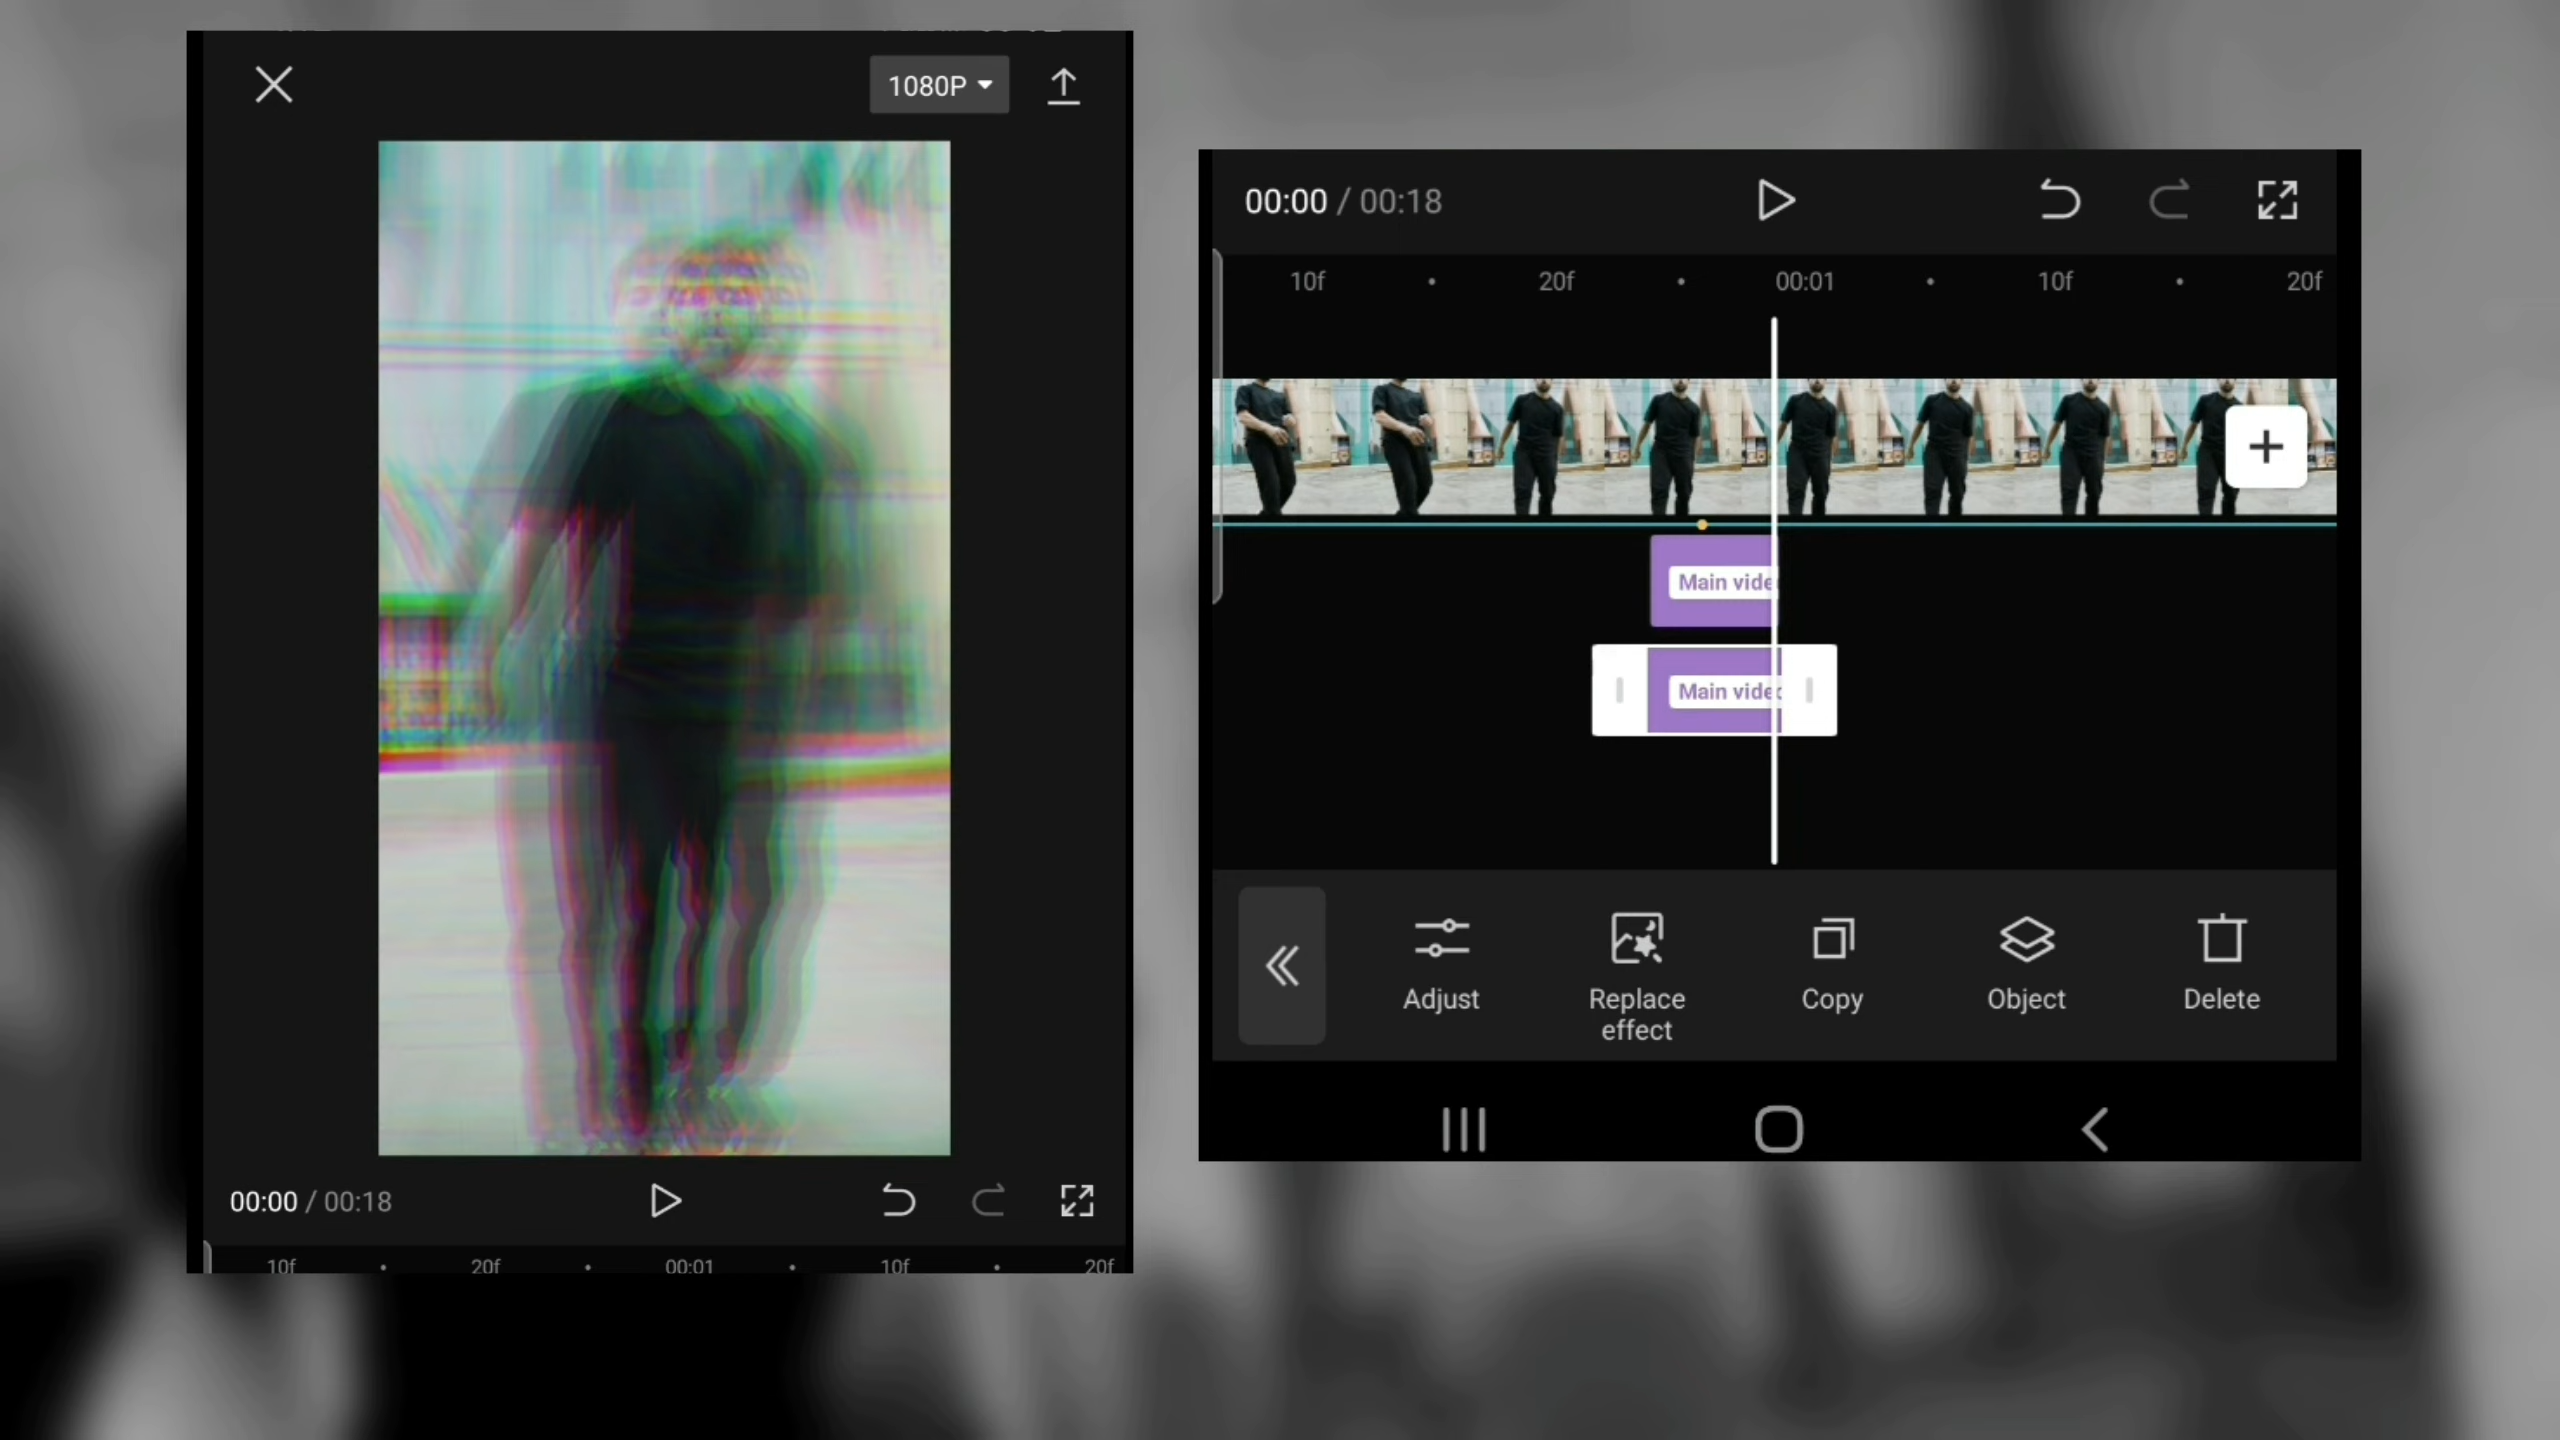 1080P
00:00 / 00:18
10f 20f 00:01 10f 20f
00:00 / 00:18
10f 20f 00:01 10f 20f
Main vide
Main vide
Adjust
Replace
effect
Copy
Object
Delete